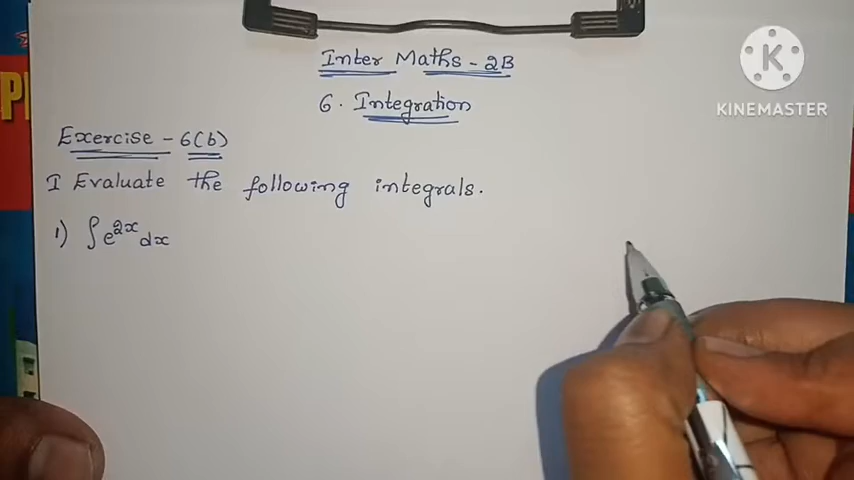 Inter Maths - 2B
6. Integration
Exercise - 6(b)
I Evaluate the following integrals.
1) ∫e^{2x} dx
K
KINEMASTER